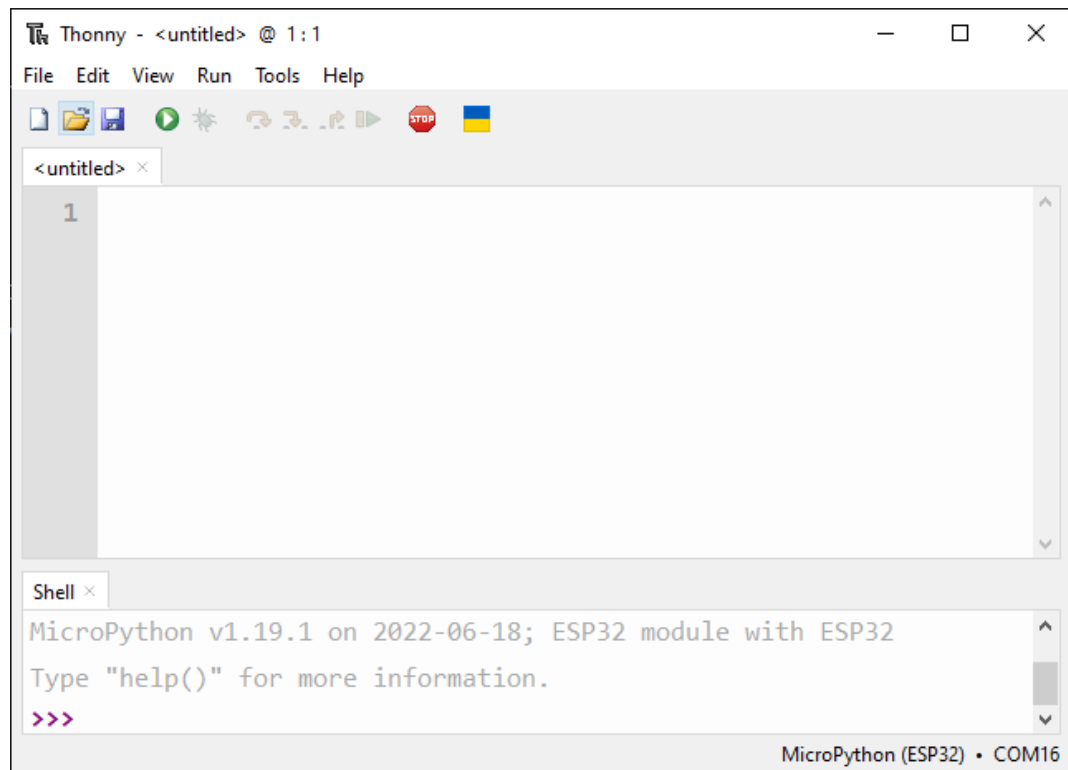 Thonny - <untitled> @ 1:1
File Edit View Run Tools Help
STOP
<untitled>
1
Shell
MicroPython v1.19.1 on 2022-06-18; ESP32 module with ESP32
Type "help()" for more information.
>>>
MicroPython (ESP32) • COM16